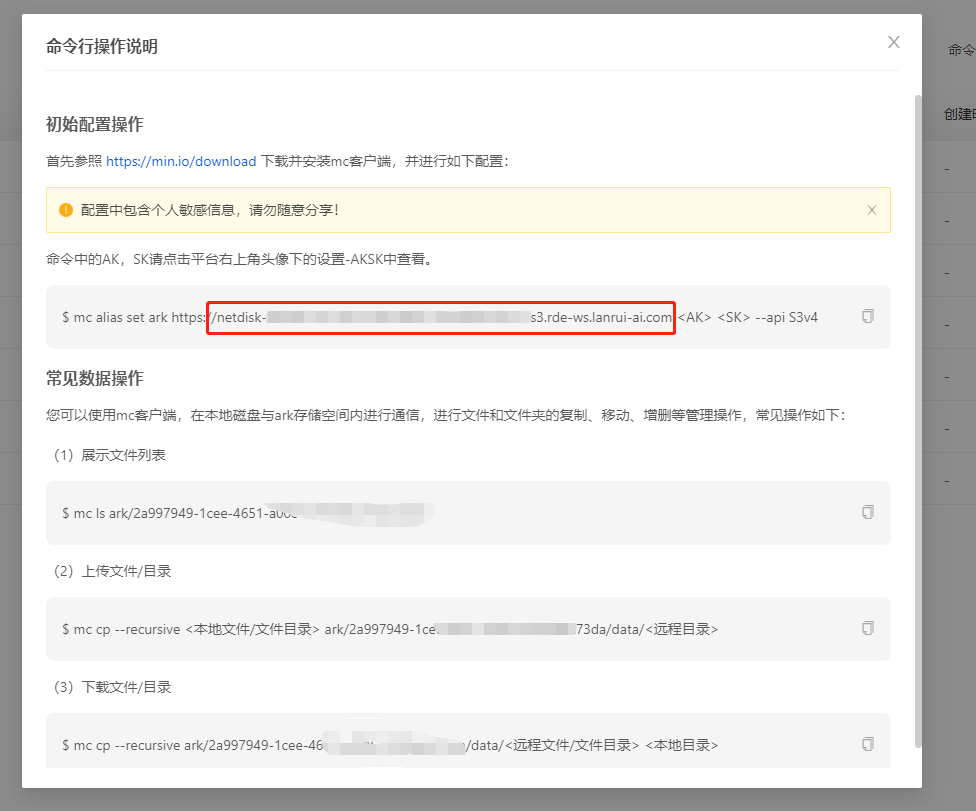 命令行操作说明
命令
创建时
初始配置操作
首先参照 https://min.io/download 下载并安装mc客户端，并进行如下配置：
配置中包含个人敏感信息，请勿随意分享！
命令中的AK，SK请点击平台右上角头像下的设置-AKSK中查看。
$ mc alias set ark https://netdisk- s3.rde-ws.lanrui-ai.com <AK> <SK> --api S3v4
常见数据操作
您可以使用mc客户端，在本地磁盘与ark存储空间内进行通信，进行文件和文件夹的复制、移动、增删等管理操作，常见操作如下：
（1）展示文件列表
$ mc ls ark/2a997949-1cee-4651-
（2）上传文件/目录
$ mc cp --recursive <本地文件/文件目录> ark/2a997949-1ce 73da/data/<远程目录>
（3）下载文件/目录
$ mc cp --recursive ark/2a997949-1cee-46 /data/<远程文件/文件目录> <本地目录>